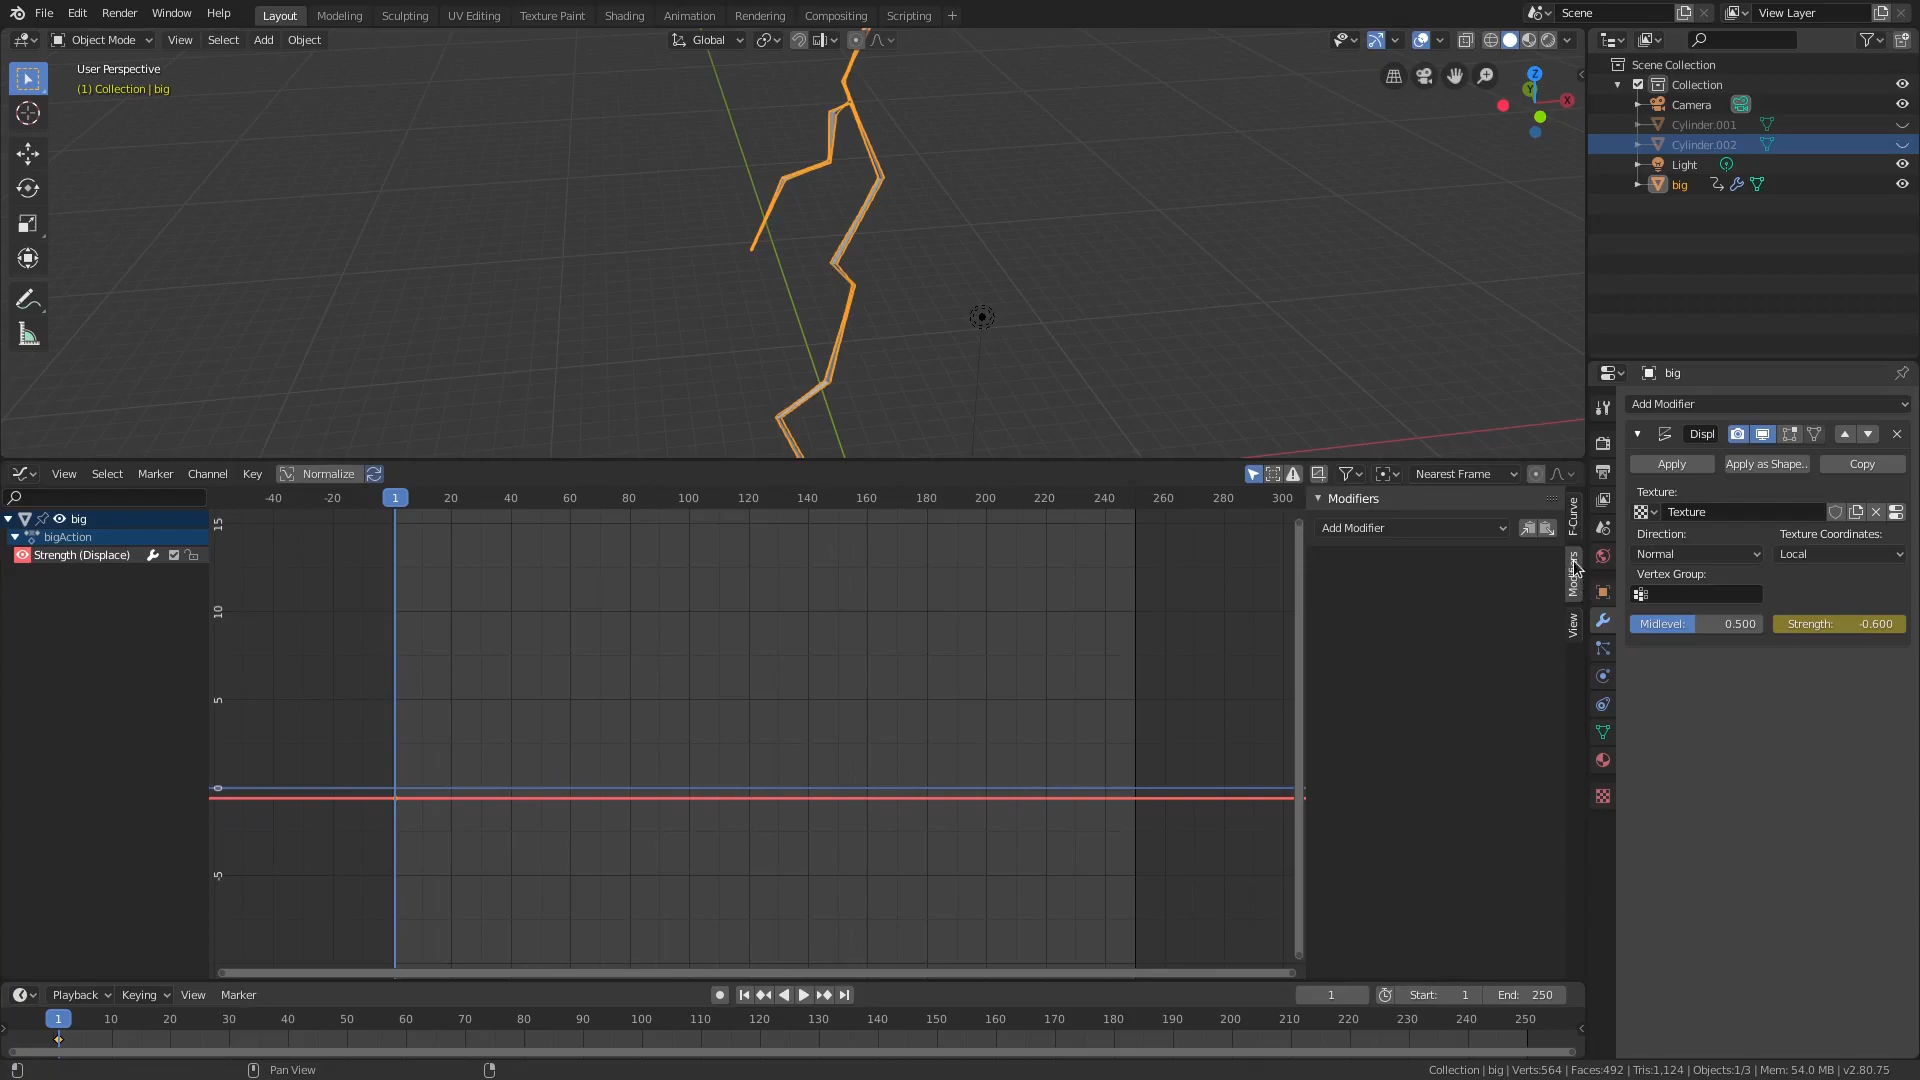 File Edit Render Window Help Layout Modeling Sculpting UV Editing Texture Paint Shading Animation Rendering Compositing Scripting + Scene View Layer
Object Mode View Select Add Object Global
User Perspective
(1) Collection | big
Z
Y
X
Scene Collection
Collection
Camera
Cylinder.001
Cylinder.002
Light
big
big
Add Modifier
Displ
Apply Apply as Shape.. Copy
Texture:
Texture
Direction: Texture Coordinates:
Normal Local
Vertex Group:
Midlevel: 0.500 Strength: -0.600
View Select Marker Channel Key Normalize Nearest Frame
-40 -20 1 20 40 60 80 100 120 140 160 180 200 220 240 260 280 300
big
bigAction
Strength (Displace)
15
10
5
0
-5
Modifiers
Add Modifier
F-Curve
Modifiers
View
Playback Keying View Marker 1 Start: 1 End: 250
1 10 20 30 40 50 60 70 80 90 100 110 120 130 140 150 160 170 180 190 200 210 220 230 240 250
Pan View
Collection | big | Verts:564 | Faces:492 | Tris:1,124 | Objects:1/3 | Mem: 54.0 MB | v2.80.75